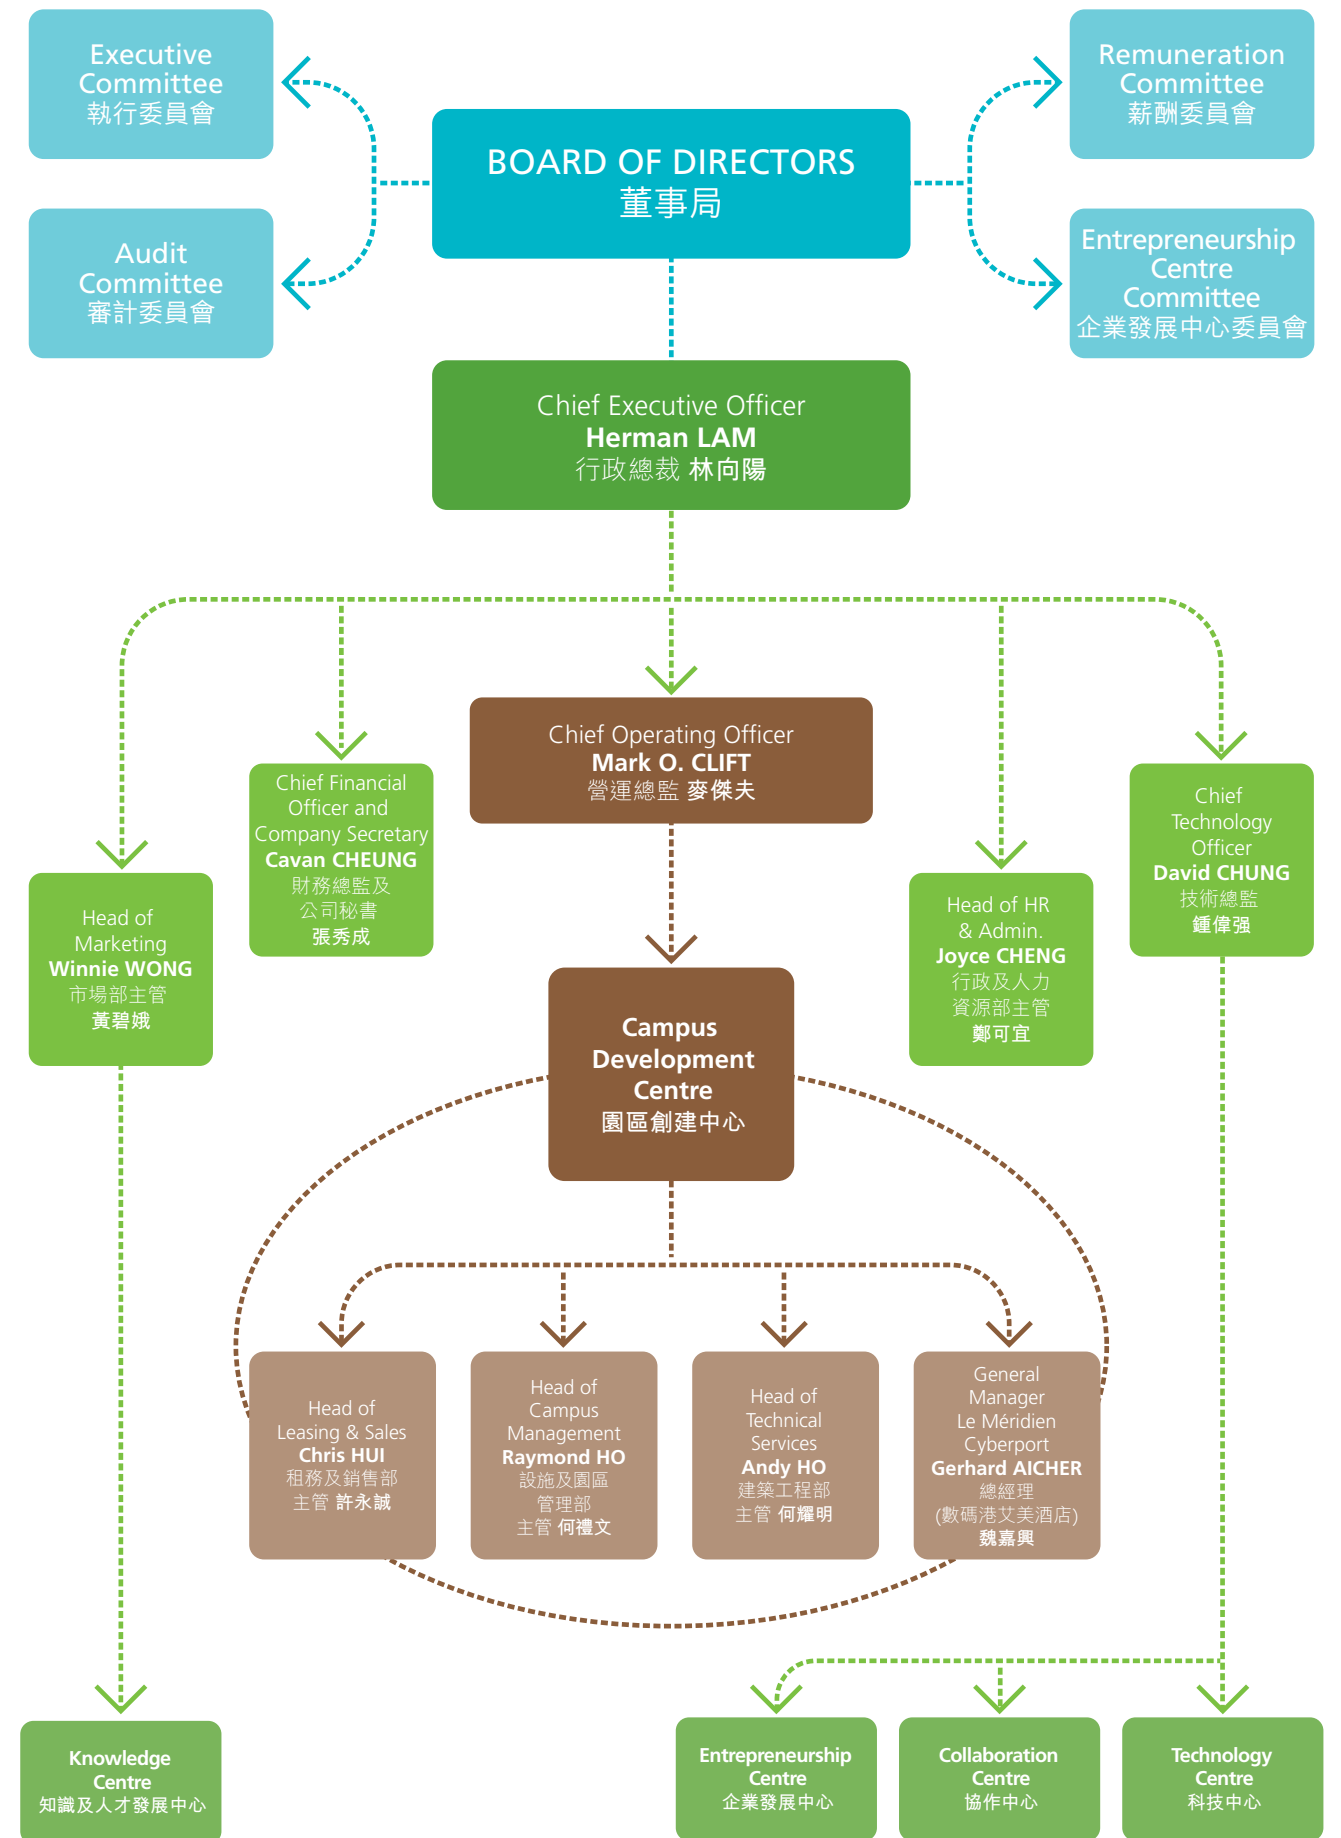 Executive
Committee
執行委員會
Remuneration
Committee
薪酬委員會
BOARD OF DIRECTORS
董事局
Audit
Committee
審計委員會
Entrepreneurship
Centre
Committee
企業發展中心委員會
Chief Executive Officer
Herman LAM
行政總裁 林向陽
Chief Operating Officer
Mark O. CLIFT
營運總監 麥傑夫
Chief Financial
Officer and
Company Secretary
Cavan CHEUNG
財務總監及
公司秘書
張秀成
Chief
Technology
Officer
David CHUNG
技術總監
鍾偉强
Head of
Marketing
Winnie WONG
市場部主管
黃碧娥
Head of HR
& Admin.
Joyce CHENG
行政及人力
資源部主管
鄭可宜
Campus
Development
Centre
園區創建中心
Head of
Leasing & Sales
Chris HUI
租務及銷售部
主管 許永誠
Head of
Campus
Management
Raymond HO
設施及園區
管理部
主管 何禮文
Head of
Technical
Services
Andy HO
建築工程部
主管 何耀明
General
Manager
Le Méridien
Cyberport
Gerhard AICHER
總經理
(數碼港艾美酒店)
魏嘉興
Knowledge
Centre
知識及人才發展中心
Entrepreneurship
Centre
企業發展中心
Collaboration
Centre
協作中心
Technology
Centre
科技中心